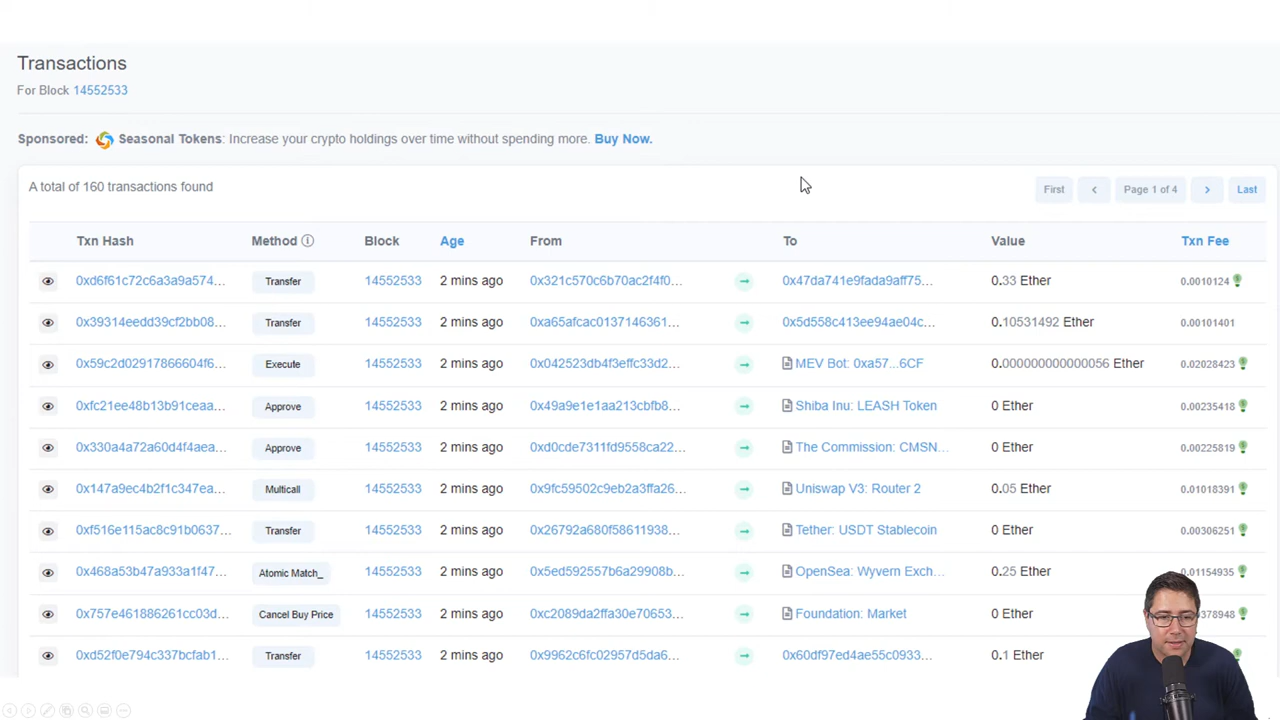 Transactions
For Block 14552533
Sponsored: Seasonal Tokens: Increase your crypto holdings over time without spending more. Buy Now.
A total of 160 transactions found
First < Page 1 of 4 > Last
Txn Hash Method Block Age From To Value Txn Fee
0xd6f61c72c6a3a9a574... Transfer 14552533 2 mins ago 0x321c570c6b70ac2f4f0... → 0x47da741e9fada9aff75... 0.33 Ether 0.0010124
0x39314eedd39cf2bb08... Transfer 14552533 2 mins ago 0xa65afcac0137146361... → 0x5d558c413ee94ae04c... 0.10531492 Ether 0.00101401
0x59c2d02917866604f6... Execute 14552533 2 mins ago 0x042523db4f3effc33d2... → MEV Bot: 0xa57...6CF 0.000000000000056 Ether 0.02028423
0xfc21ee48b13b91ceaa... Approve 14552533 2 mins ago 0x49a9e1e1aa213cbfb8... → Shiba Inu: LEASH Token 0 Ether 0.00235418
0x330a4a72a60d4f4aea... Approve 14552533 2 mins ago 0xd0cde7311fd9558ca22... → The Commission: CMSN... 0 Ether 0.00225819
0x147a9ec4b2f1c347ea... Multicall 14552533 2 mins ago 0x9fc59502c9eb2a3ffa26... → Uniswap V3: Router 2 0.05 Ether 0.01018391
0xf516e115ac8c91b0637... Transfer 14552533 2 mins ago 0x26792a680f58611938... → Tether: USDT Stablecoin 0 Ether 0.00306251
0x468a53b47a933a1f47... Atomic Match_ 14552533 2 mins ago 0x5ed592557b6a29908b... → OpenSea: Wyvern Exch... 0.25 Ether 0.01154935
0x757e461886261cc03d... Cancel Buy Price 14552533 2 mins ago 0xc2089da2ffa30e70653... → Foundation: Market 0 Ether 378948
0xd52f0e794c337bcfab1... Transfer 14552533 2 mins ago 0x9962c6fc02957d5da6... → 0x60df97ed4ae55c0933... 0.1 Ether